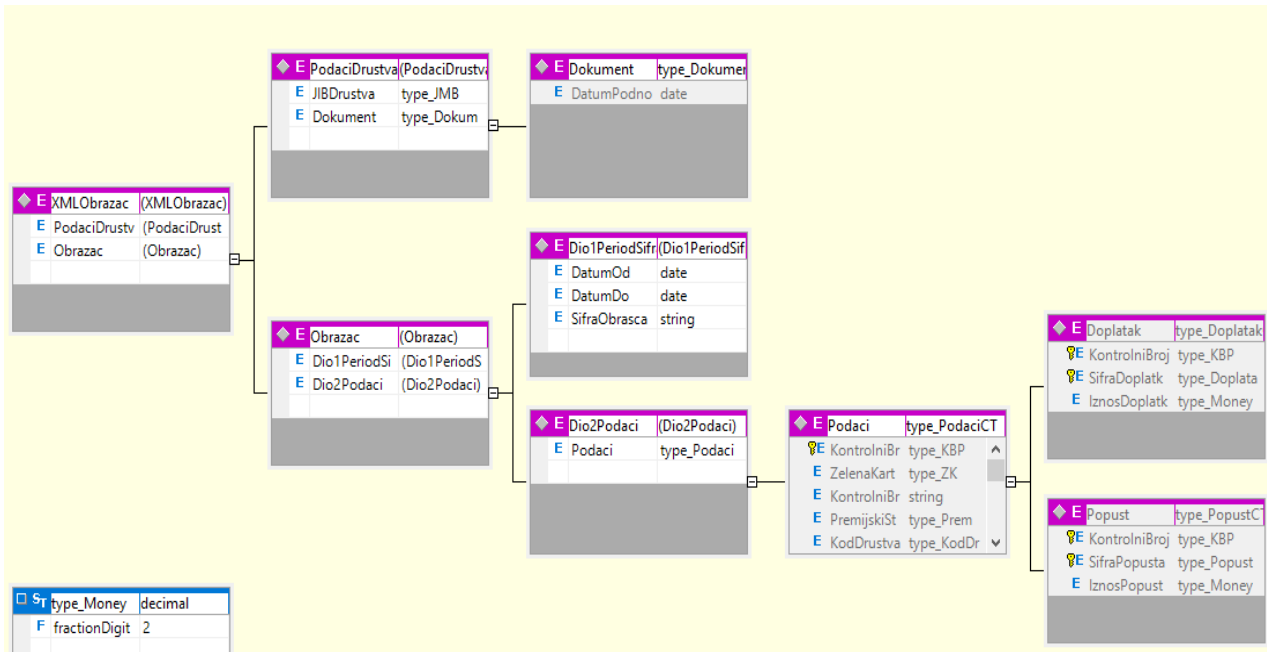 E PodaciDrustva (PodaciDrustva
E JIBDrustva type_JMB
E Dokument type_Dokum
E Dokument type_Dokumen
E DatumPodno date
E XMLObrazac (XMLObrazac)
E PodaciDrustv (PodaciDrust
E Obrazac (Obrazac)
E Dio1PeriodSifr (Dio1PeriodSif
E DatumOd date
E DatumDo date
E SifraObrasca string
E Obrazac (Obrazac)
E Dio1PeriodSi (Dio1PeriodS
E Dio2Podaci (Dio2Podaci)
E Dio2Podaci (Dio2Podaci)
E Podaci type_Podaci
E Podaci type_PodaciCT
E KontrolniBr type_KBP
E ZelenaKart type_ZK
E KontrolniBr string
E PremijskiSt type_Prem
E KodDrustva type_KodDr
E Doplatak type_Doplatak
E KontrolniBroj type_KBP
E SifraDoplatk type_Doplata
E IznosDoplatk type_Money
E Popust type_PopustCT
E KontrolniBroj type_KBP
E SifraPopusta type_Popust
E IznosPopust type_Money
ST type_Money decimal
F fractionDigit 2